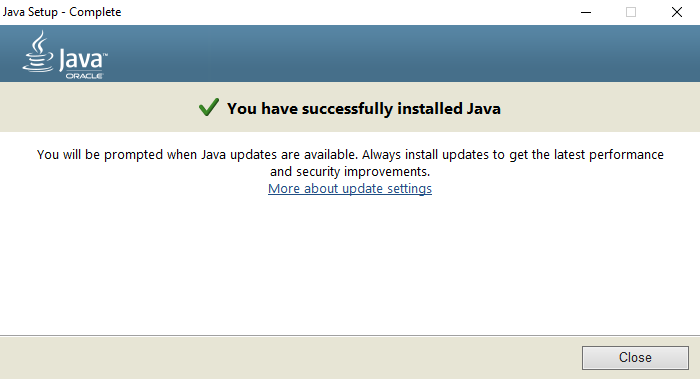 Java Setup - Complete
Java™
ORACLE
You have successfully installed Java
You will be prompted when Java updates are available. Always install updates to get the latest performance
and security improvements.
More about update settings
Close